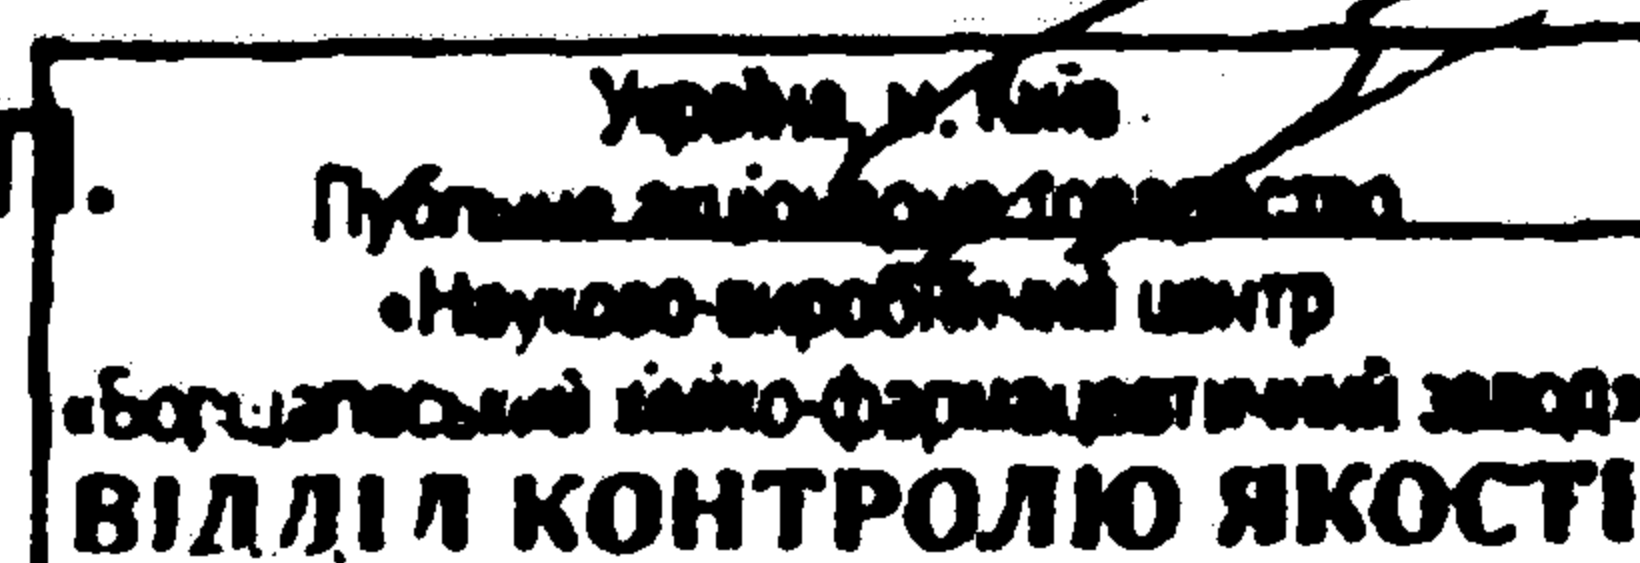 Україна, м. Київ
Публічне акціонерне товариство
«Науково-виробничий центр
«Борщагівський хіміко-фармацевтичний завод»
ВІДДІЛ КОНТРОЛЮ ЯКОСТІ